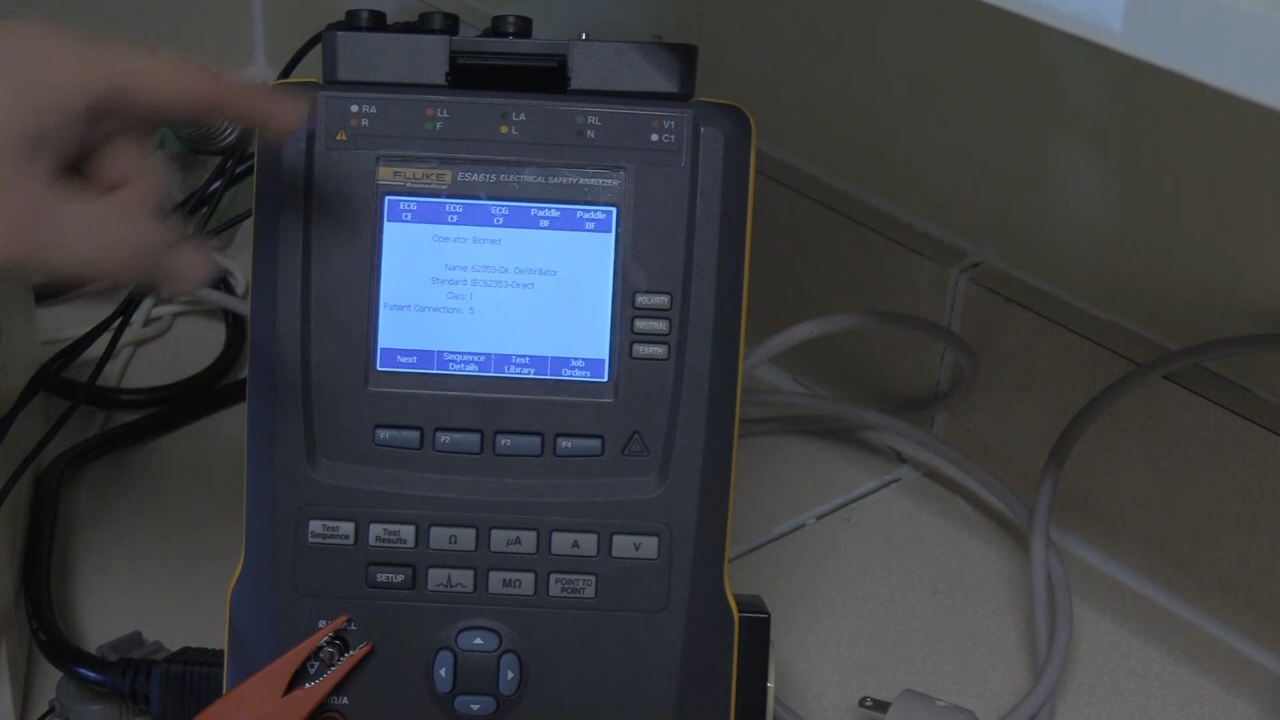 RA LL LA RL V1
R F L N C1
FLUKE
Biomedical
ESA615 ELECTRICAL SAFETY ANALYZER
ECG ECG ECG Paddle Paddle
CF CF CF BF BF
Operator: Biomed
Name: 62353-Dir. Defibrillator
Standard: IEC62353-Direct
Class: I
Patient Connections: 5
Next Sequence Details Test Library Job Orders
POLARITY
NEUTRAL
EARTH
F1 F2 F3 F4
Test Sequence Test Results Ω µA A V
SETUP MΩ POINT TO POINT
Ω/A